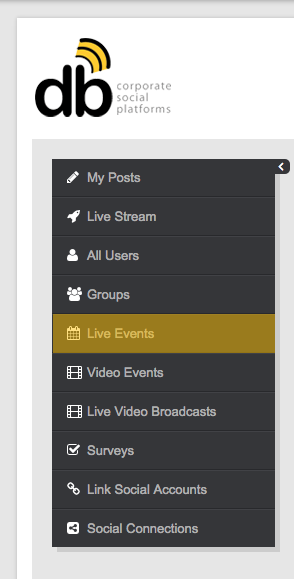 db
corporate
social
platforms
My Posts
Live Stream
All Users
Groups
Live Events
Video Events
Live Video Broadcasts
Surveys
Link Social Accounts
Social Connections